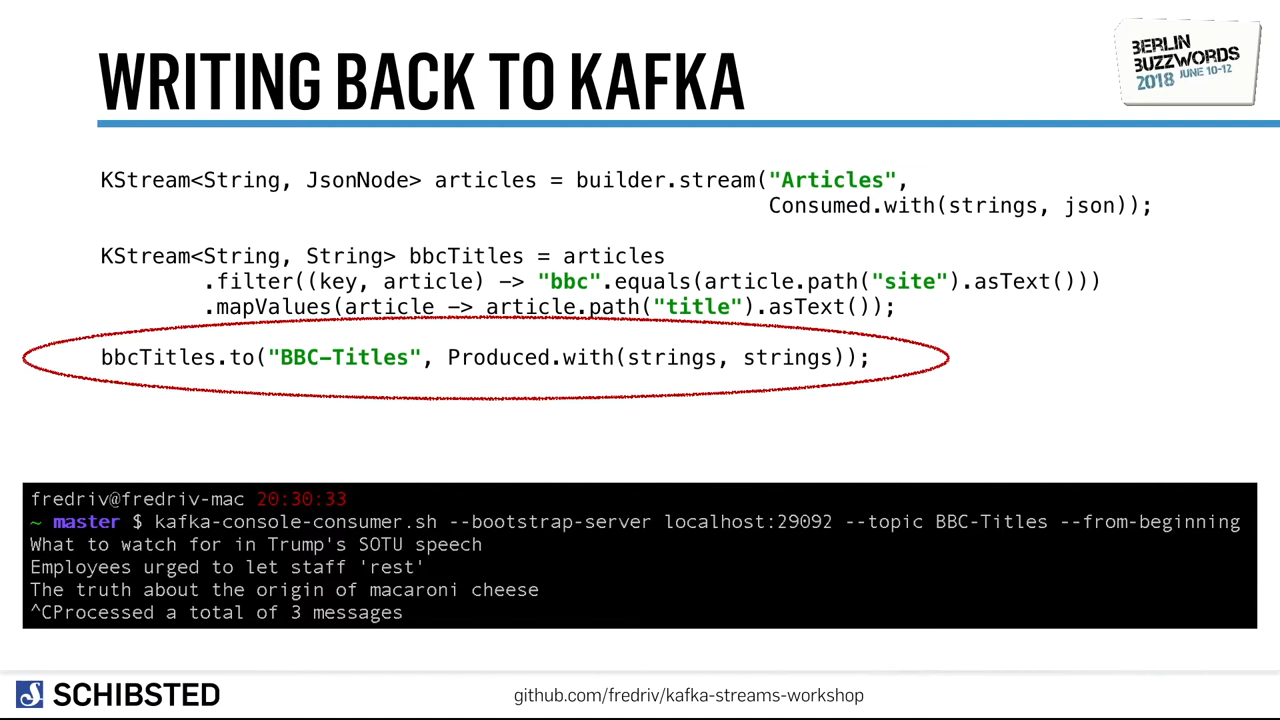 WRITING BACK TO KAFKA
BERLIN
BUZZWORDS
2018 JUNE 10-12
KStream<String, JsonNode> articles = builder.stream("Articles",
Consumed.with(strings, json));
KStream<String, String> bbcTitles = articles
.filter((key, article) -> "bbc".equals(article.path("site").asText()))
.mapValues(article -> article.path("title").asText());
bbcTitles.to("BBC-Titles", Produced.with(strings, strings));
fredriv@fredriv-mac 20:30:33
~ master $ kafka-console-consumer.sh --bootstrap-server localhost:29092 --topic BBC-Titles --from-beginning
What to watch for in Trump's SOTU speech
Employees urged to let staff 'rest'
The truth about the origin of macaroni cheese
^CProcessed a total of 3 messages
SCHIBSTED
github.com/fredriv/kafka-streams-workshop